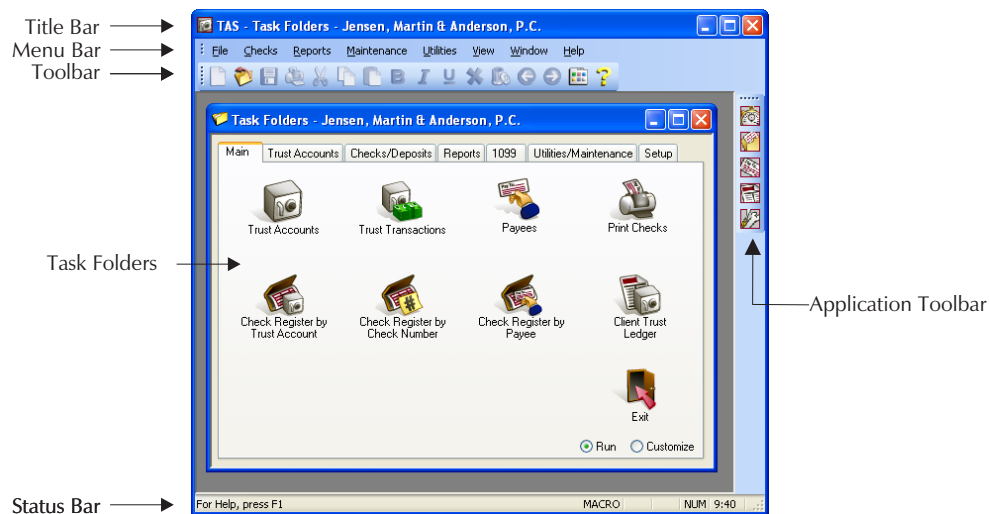 Title Bar
TAS - Task Folders - Jensen, Martin & Anderson, P.C.
Menu Bar
File Checks Reports Maintenance Utilities View Window Help
Toolbar
B I U ?
Task Folders - Jensen, Martin & Anderson, P.C.
Main Trust Accounts Checks/Deposits Reports 1099 Utilities/Maintenance Setup
Pay To:
Trust Accounts Trust Transactions Payees Print Checks
Task Folders
#
Check Register by Trust Account
Check Register by Check Number
Check Register by Payee
Client Trust Ledger
Application Toolbar
Exit
Run Customize
Status Bar
For Help, press F1 MACRO NUM 9:40